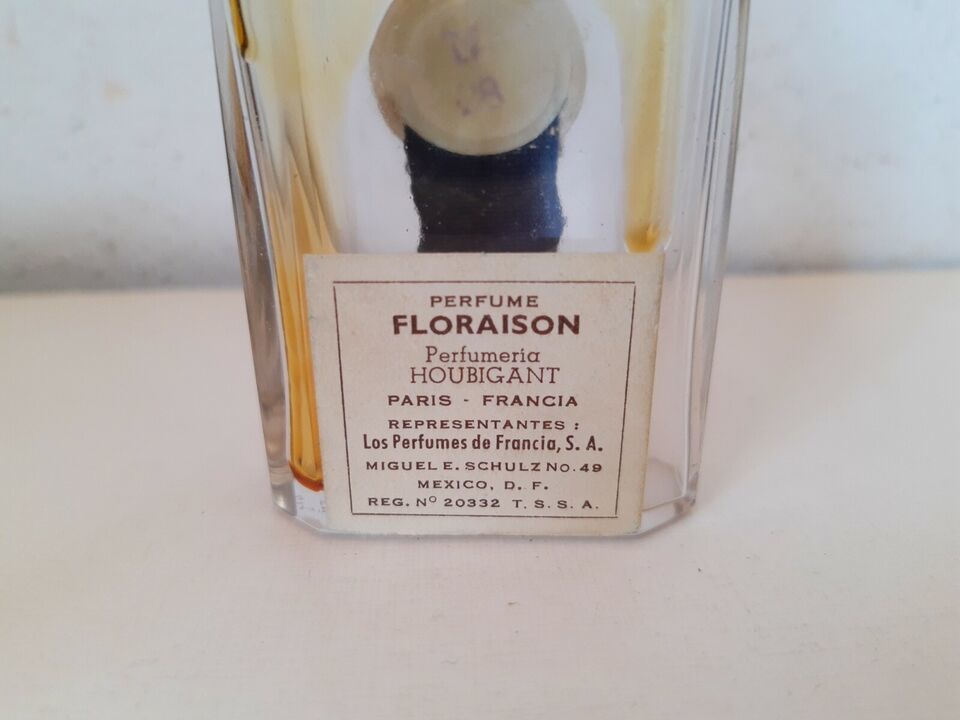 PERFUME
FLORAISON
Perfumeria
HOUBIGANT
PARIS - FRANCIA
REPRESENTANTES :
Los Perfumes de Francia, S. A.
MIGUEL E. SCHULZ No. 49
MEXICO, D. F.
REG. Nº 20332 T. S. S. A.